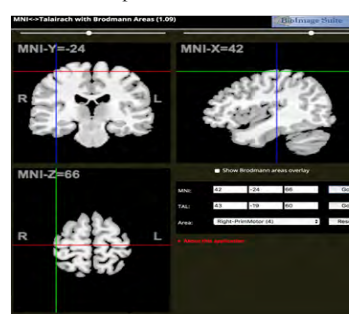 MNI<->Talairach with Brodmann Areas (1.09)
BioImage Suite
MNI-Y=-24
MNI-X=42
R
L
MNI-Z=66
R
L
Show Brodmann areas overlay
MNI: 42 -24 66 Go
TAL: 43 -19 60 Go
Area: Right-PrimMotor (4) Rese